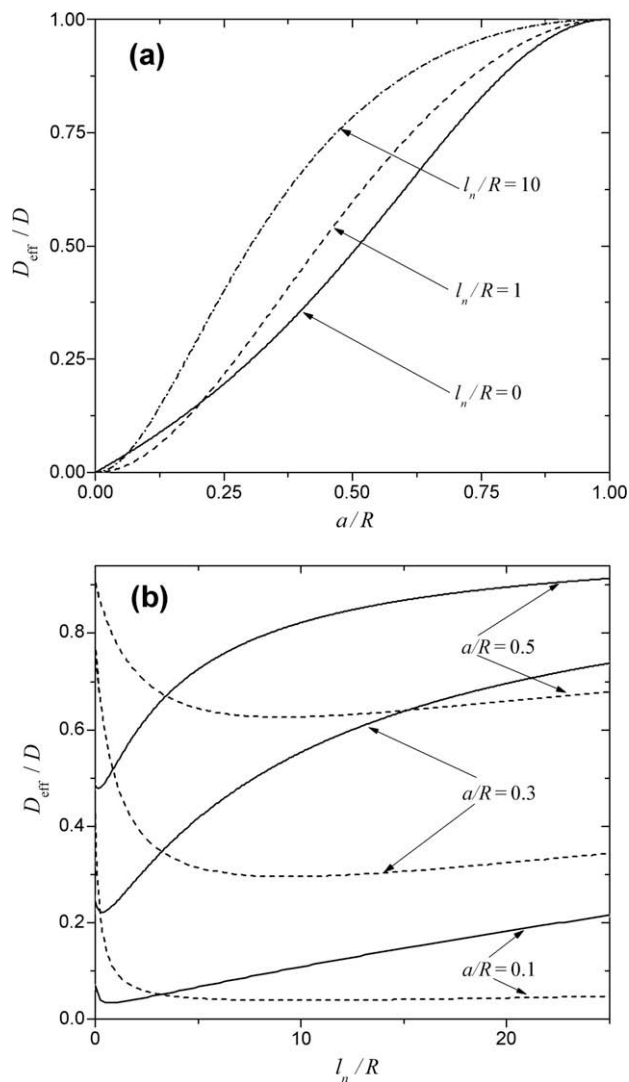 (a)
1.00
0.75
0.50
0.25
0.00
D_eff / D
l_n/R = 10
l_n/R = 1
l_n/R = 0
0.00 0.25 0.50 0.75 1.00
a/R
(b)
0.8
0.6
0.4
0.2
0.0
D_eff / D
a/R = 0.5
a/R = 0.3
a/R = 0.1
0 10 20
l_n/R